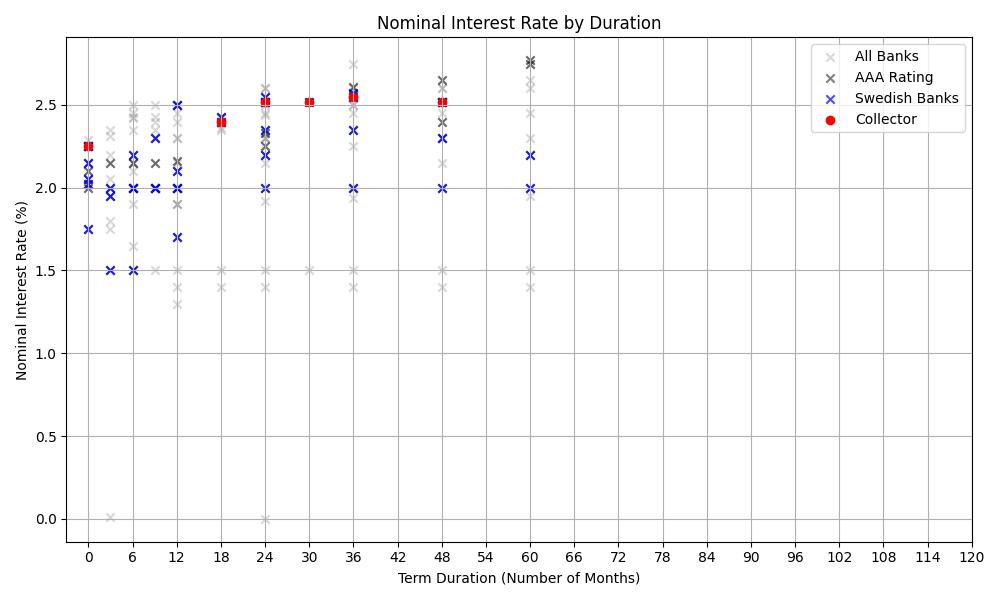 Nominal Interest Rate by Duration
All Banks
AAA Rating
Swedish Banks
Collector
Nominal Interest Rate (%)
2.5
2.0
1.5
1.0
0.5
0.0
0 6 12 18 24 30 36 42 48 54 60 66 72 78 84 90 96 102 108 114 120
Term Duration (Number of Months)